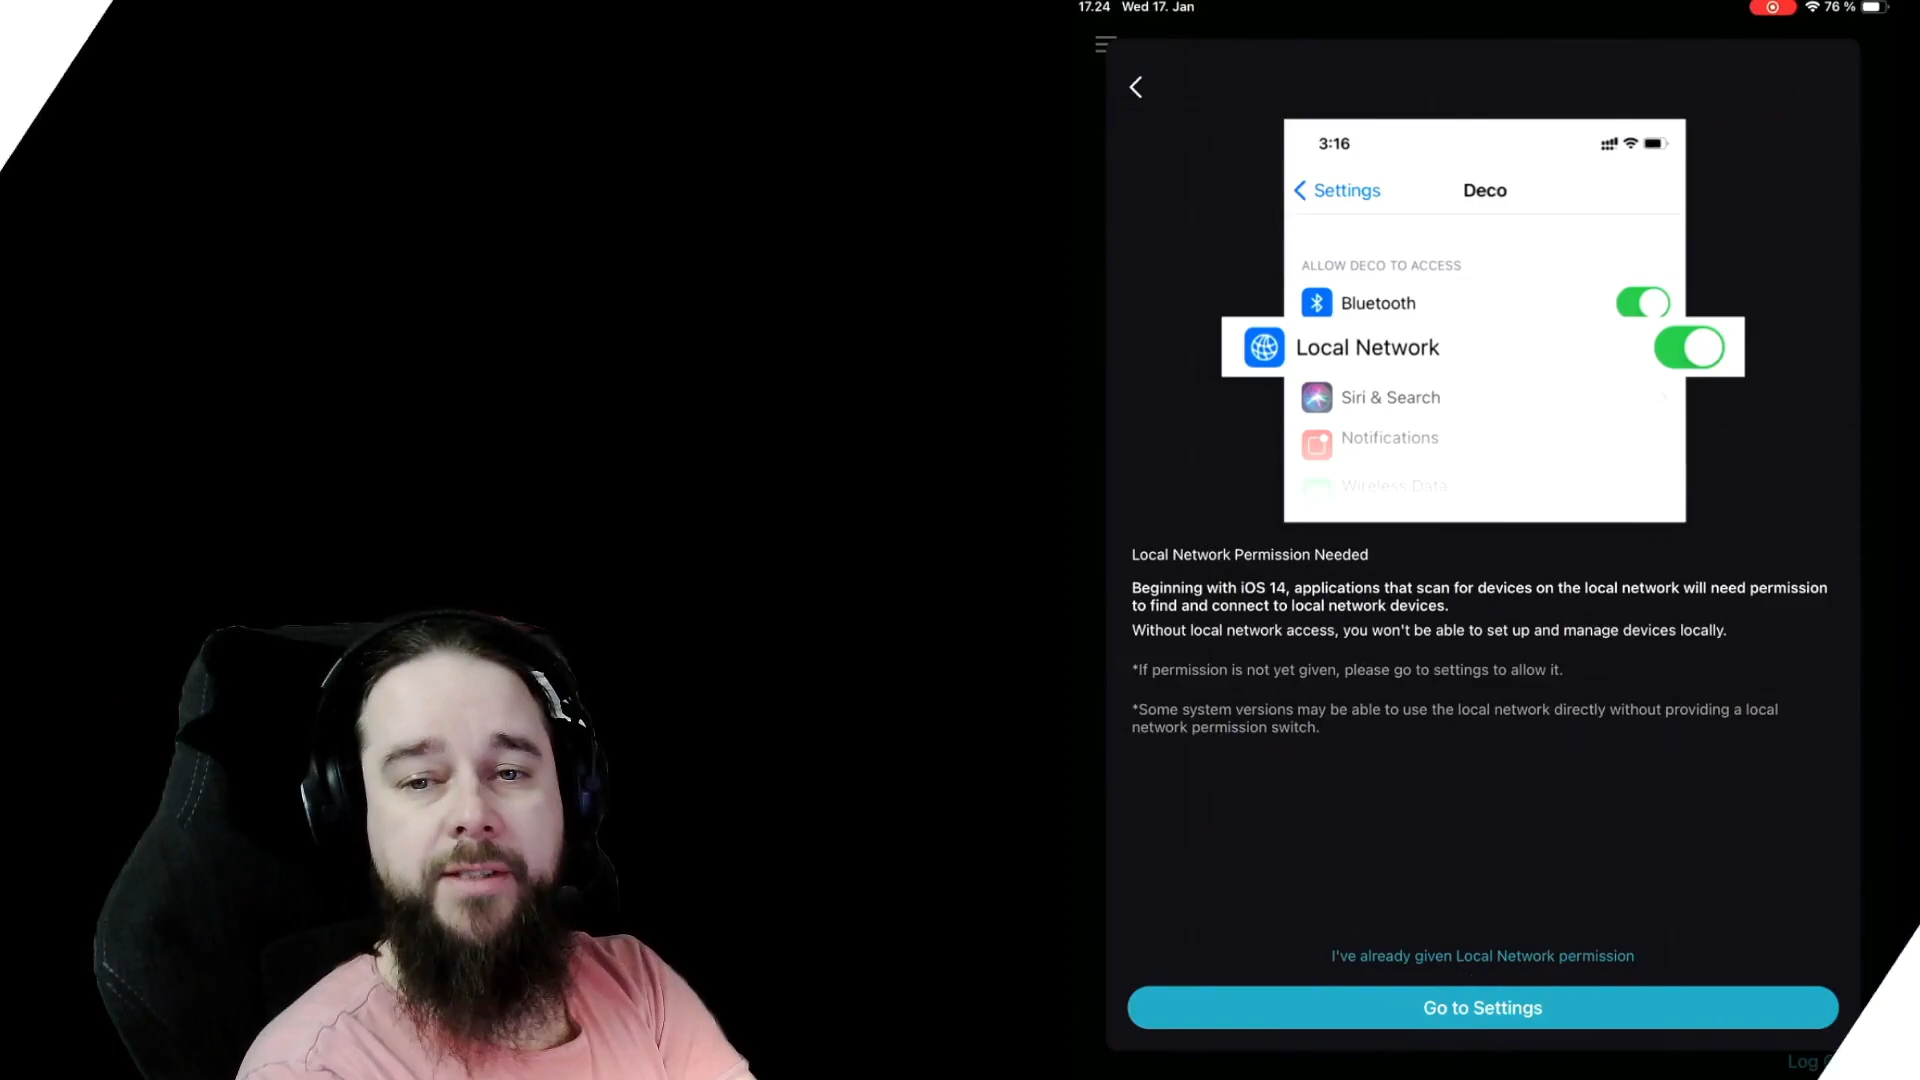 17.24 Wed 17. Jan
76 %
3:16
Settings
Deco
ALLOW DECO TO ACCESS
Bluetooth
Local Network
Siri & Search
Notifications
Wireless Data
Local Network Permission Needed
Beginning with iOS 14, applications that scan for devices on the local network will need permission
to find and connect to local network devices.
Without local network access, you won't be able to set up and manage devices locally.
*If permission is not yet given, please go to settings to allow it.
*Some system versions may be able to use the local network directly without providing a local
network permission switch.
I've already given Local Network permission
Go to Settings
Log